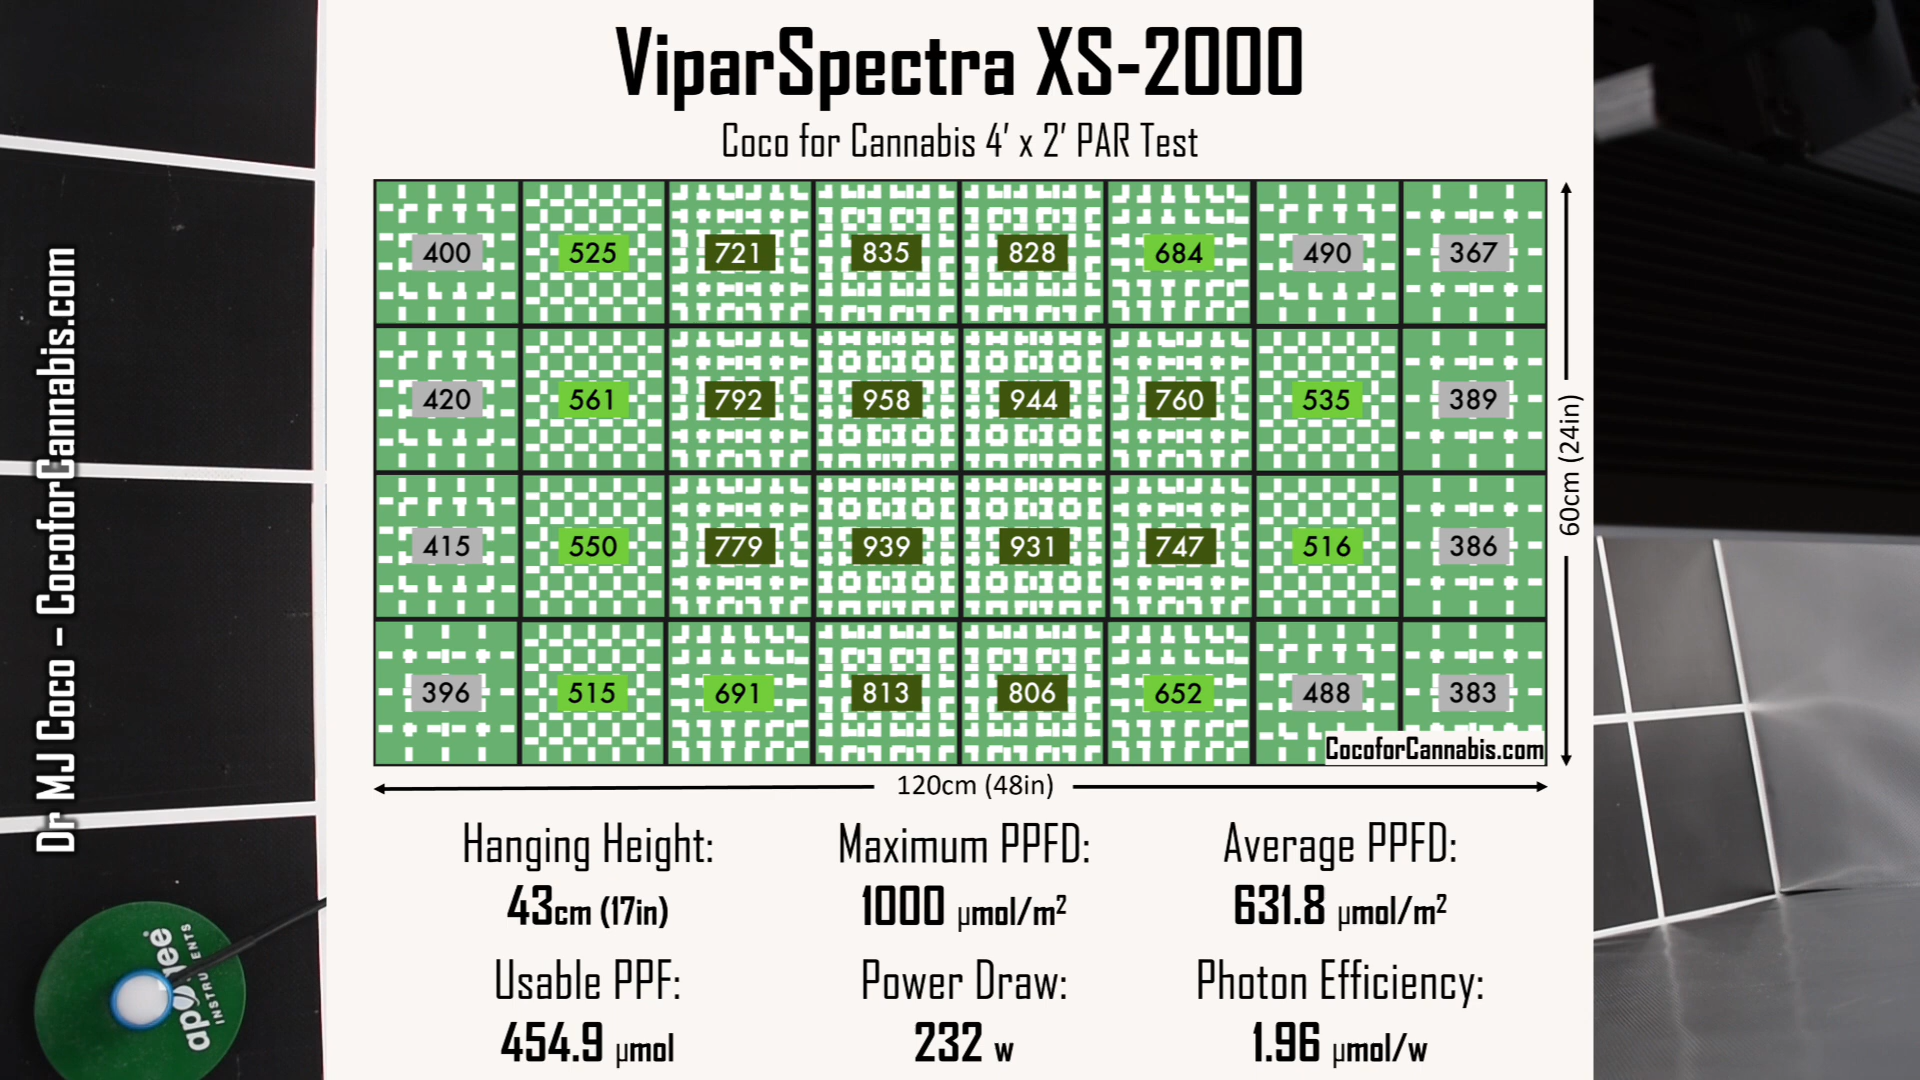 ViparSpectra XS-2000
Coco for Cannabis 4' x 2' PAR Test
400 525 721 835 828 684 490 367
420 561 792 958 944 760 535 389
415 550 779 939 931 747 516 386
396 515 691 813 806 652 488 383
CocoforCannabis.com
60cm (24in)
120cm (48in)
Hanging Height: Maximum PPFD: Average PPFD:
43cm (17in) 1000 µmol/m² 631.8 µmol/m²
Usable PPF: Power Draw: Photon Efficiency:
454.9 µmol 232 w 1.96 µmol/w
Dr MJ Coco – CocoforCannabis.com